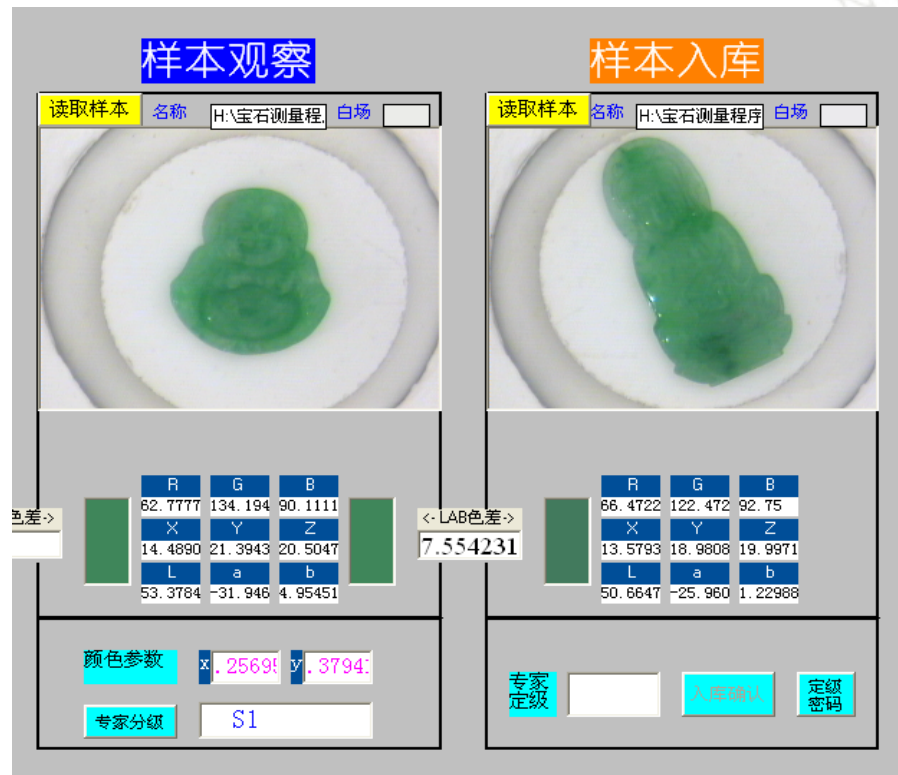 样本观察 样本入库
读取样本 名称 H:\宝石测量程 白场 读取样本 名称 H:\宝石测量程序 白场
R G B R G B
62.7777 134.194 90.1111 66.4722 122.472 92.75
色差-> <-LAB色差->
X Y Z X Y Z
14.4890 21.3943 20.5047 7.554231 13.5793 18.9808 19.9971
L a b L a b
53.3784 -31.946 4.95451 50.6647 -25.960 1.22988
颜色参数 x .2569 y .3794
专家定级 入库确认 定级密码
专家分级 S1